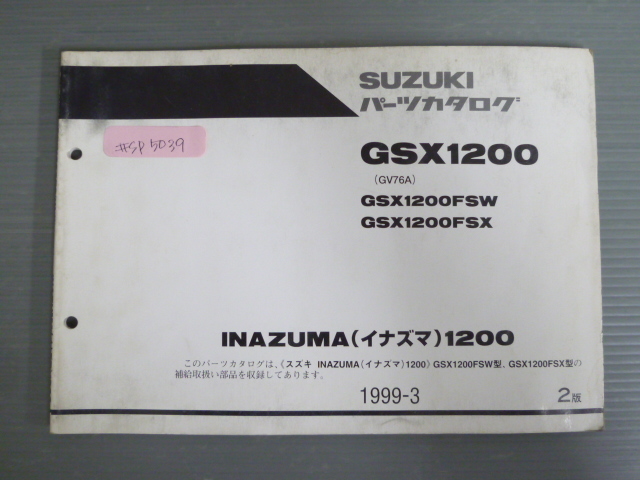 SUZUKI
パーツカタログ
#SP5039
GSX1200
(GV76A)
GSX1200FSW
GSX1200FSX
INAZUMA(イナズマ)1200
このパーツカタログは、《スズキ INAZUMA(イナズマ)1200》GSX1200FSW型、GSX1200FSX型の
補給取扱い部品を収録してあります。
1999-3
2版